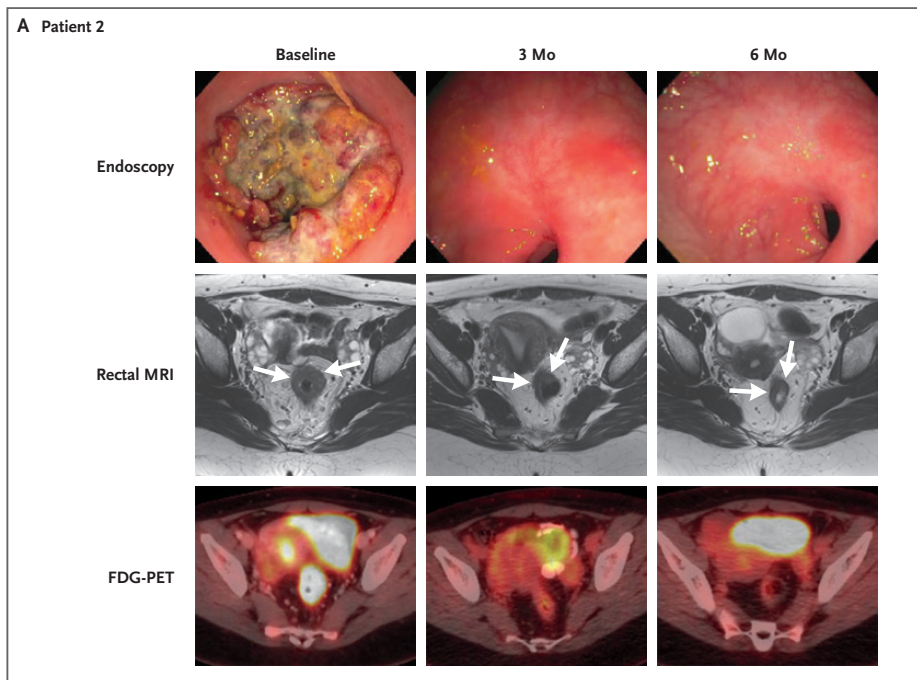 A Patient 2
Baseline 3 Mo 6 Mo
Endoscopy
Rectal MRI
FDG-PET